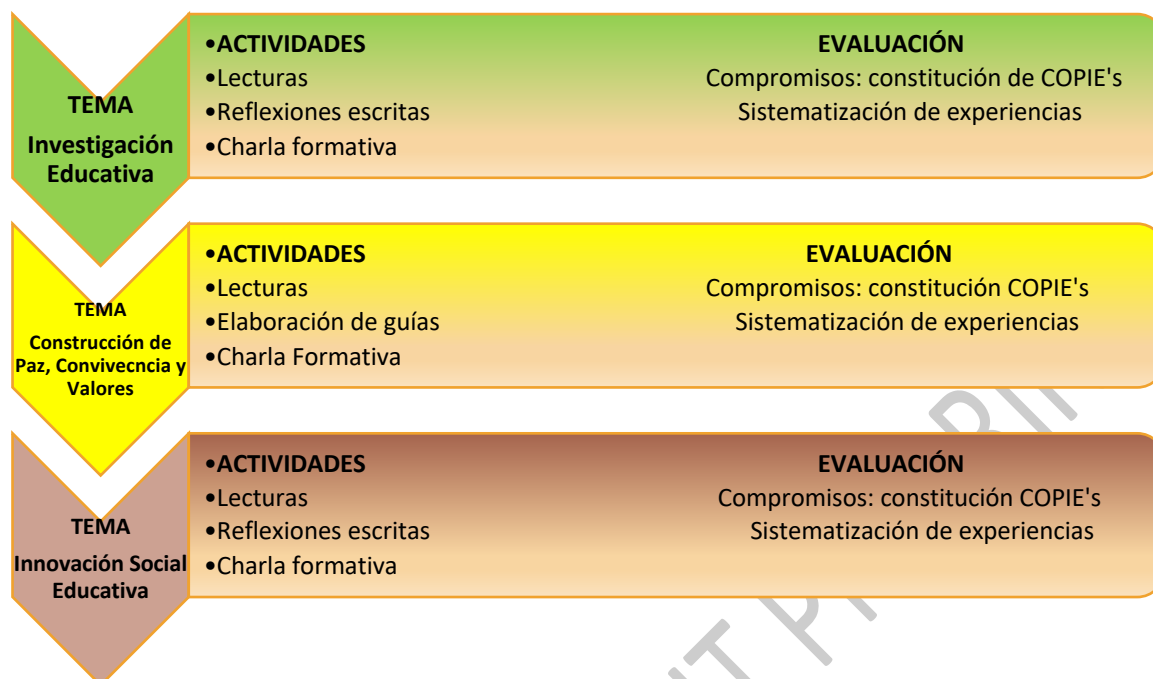 TEMA
Investigación
Educativa
•ACTIVIDADES EVALUACIÓN
•Lecturas Compromisos: constitución de COPIE's
•Reflexiones escritas Sistematización de experiencias
•Charla formativa
TEMA
Construcción de
Paz, Convivecncia y
Valores
•ACTIVIDADES EVALUACIÓN
•Lecturas Compromisos: constitución COPIE's
•Elaboración de guías Sistematización de experiencias
•Charla Formativa
TEMA
Innovación Social
Educativa
•ACTIVIDADES EVALUACIÓN
•Lecturas Compromisos: constitución COPIE's
•Reflexiones escritas Sistematización de experiencias
•Charla formativa